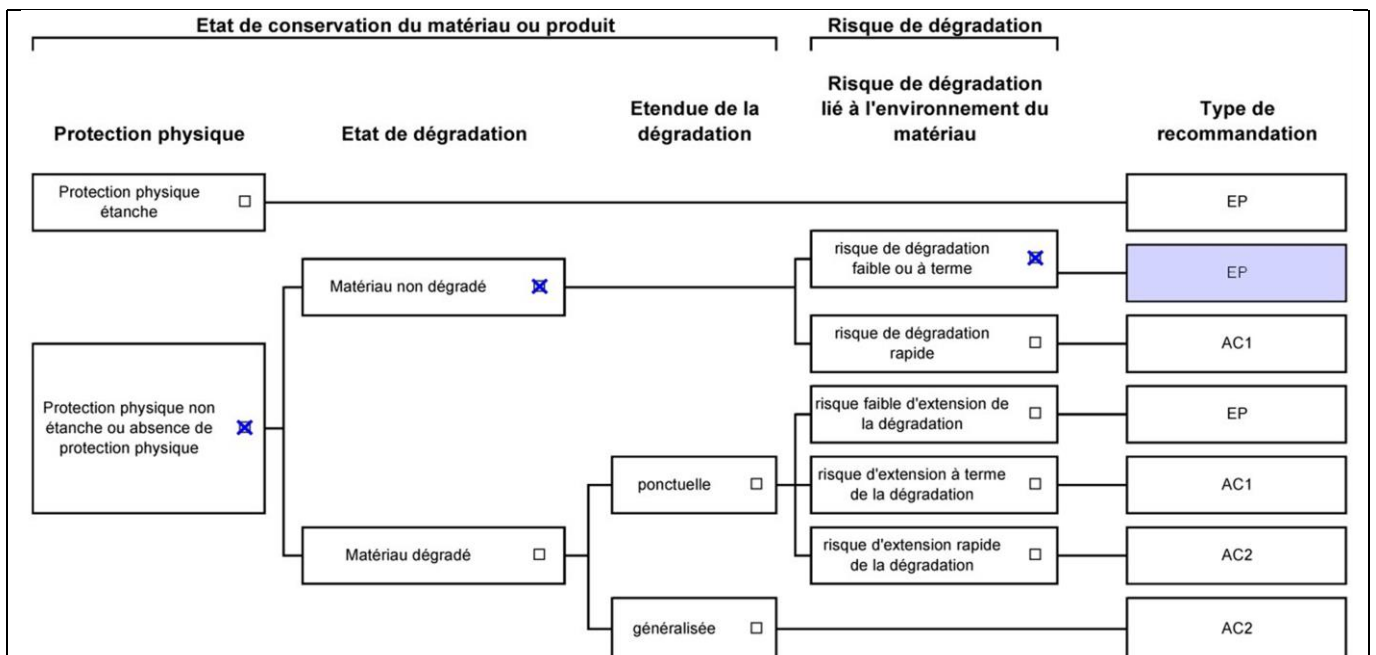 Etat de conservation du matériau ou produit
Risque de dégradation
Protection physique
Etat de dégradation
Etendue de la
dégradation
Risque de dégradation
lié à l'environnement du
matériau
Type de
recommandation
Protection physique
étanche
EP
risque de dégradation
faible ou à terme
EP
Matériau non dégradé
risque de dégradation
rapide
AC1
Protection physique non
étanche ou absence de
protection physique
risque faible d'extension de
la dégradation
EP
ponctuelle
risque d'extension à terme
de la dégradation
AC1
Matériau dégradé
risque d'extension rapide
de la dégradation
AC2
généralisée
AC2